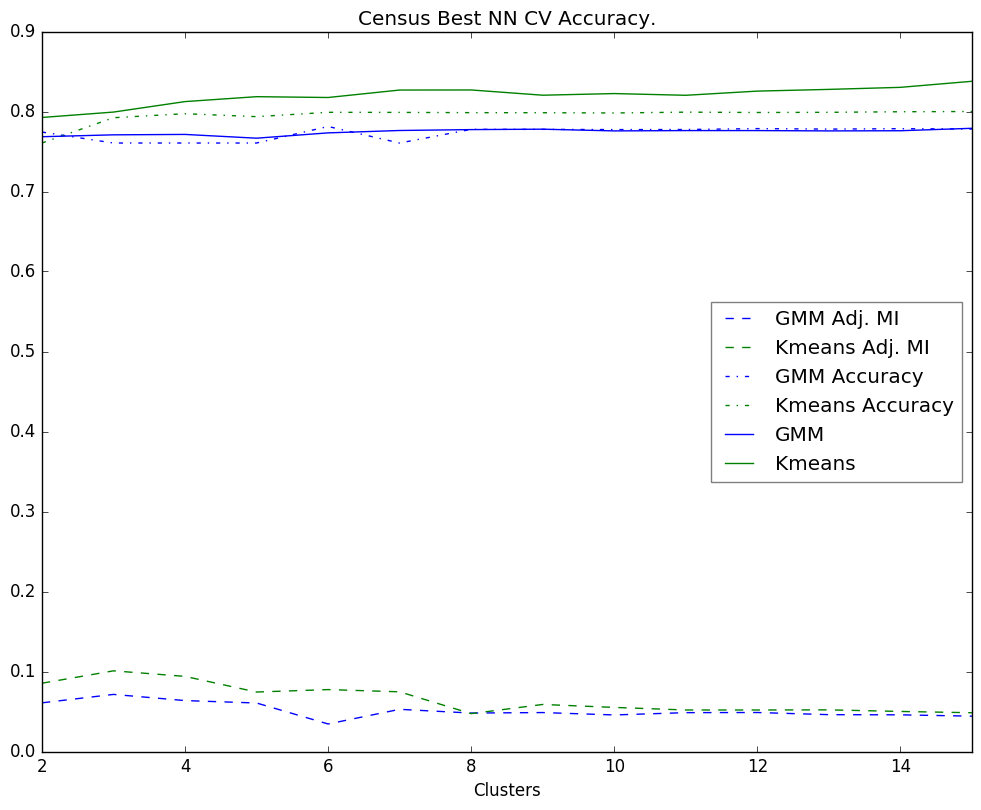 Census Best NN CV Accuracy.
0.9
0.8
0.7
0.6
0.5
0.4
0.3
0.2
0.1
0.0
GMM Adj. MI
Kmeans Adj. MI
GMM Accuracy
Kmeans Accuracy
GMM
Kmeans
2 4 6 8 10 12 14
Clusters